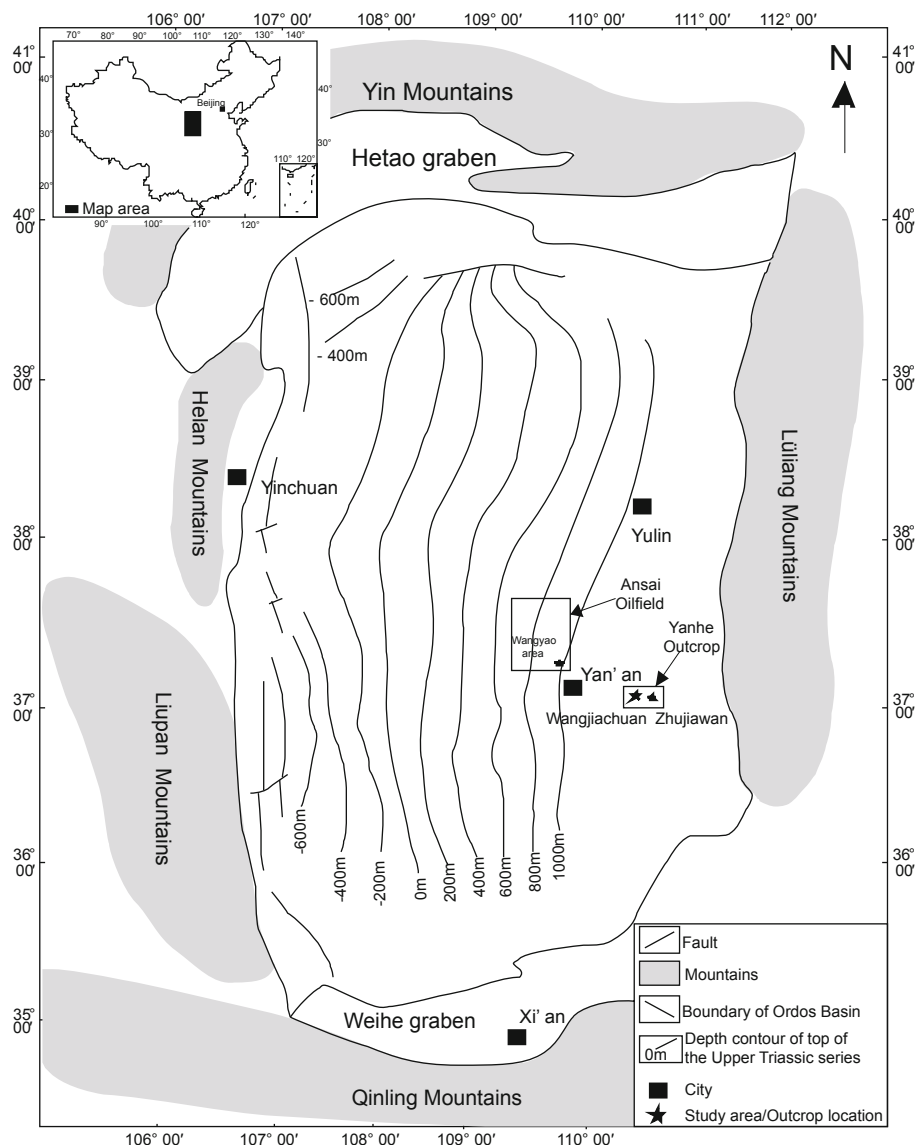 106° 00′ 107° 00′ 108° 00′ 109° 00′ 110° 00′ 111° 00′ 112° 00′
41°
00′
70° 80° 90° 100° 110° 120° 130° 140°
40°
30°
20°
40°
30°
20°
Beijing
110° 120°
Map area
90° 100° 110° 120°
N
Yin Mountains
Hetao graben
41°
00′
40°
00′
40°
00′
- 600m
- 400m
39°
00′
39°
00′
Helan Mountains
Lüliang Mountains
Yinchuan
38°
00′
38°
00′
Yulin
Ansai
Oilfield
Wangyao
area
Yanhe
Outcrop
Yan' an
37°
00′
37°
00′
Wangjiachuan Zhujiawan
Liupan Mountains
36°
00′
36°
00′
-600m
-400m
-200m
0m
200m
400m
600m
800m
1000m
35°
00′
35°
00′
Weihe graben
Xi' an
Qinling Mountains
Fault
Mountains
Boundary of Ordos Basin
0m
Depth contour of top of
the Upper Triassic series
City
Study area/Outcrop location
106° 00′ 107° 00′ 108° 00′ 109° 00′ 110° 00′